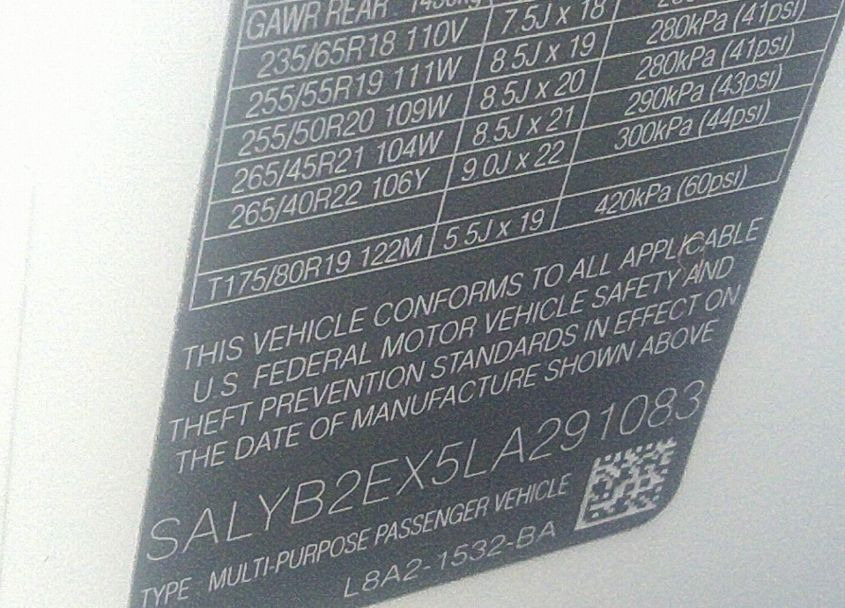 GAWR REAR
235/65R18 110V 7.5J x 18
255/55R19 111W 8.5J x 19 280kPa (41psi)
255/50R20 109W 8.5J x 20 280kPa (41psi)
265/45R21 104W 8.5J x 21 290kPa (43psi)
265/40R22 106Y 9.0J x 22 300kPa (44psi)
T175/80R19 122M 5.5J x 19 420kPa (60psi)
THIS VEHICLE CONFORMS TO ALL APPLICABLE
U.S. FEDERAL MOTOR VEHICLE SAFETY AND
THEFT PREVENTION STANDARDS IN EFFECT ON
THE DATE OF MANUFACTURE SHOWN ABOVE
SALYB2EX5LA291083
TYPE MULTI-PURPOSE PASSENGER VEHICLE
L8A2-1532-BA